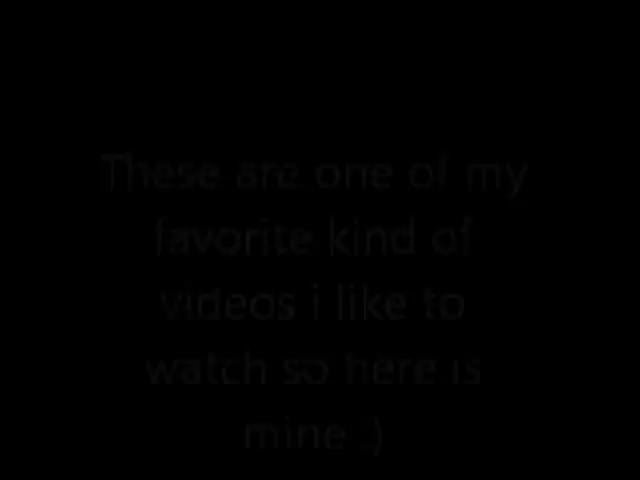 These are one of my
favorite kind of
videos i like to
watch so here is
mine :)